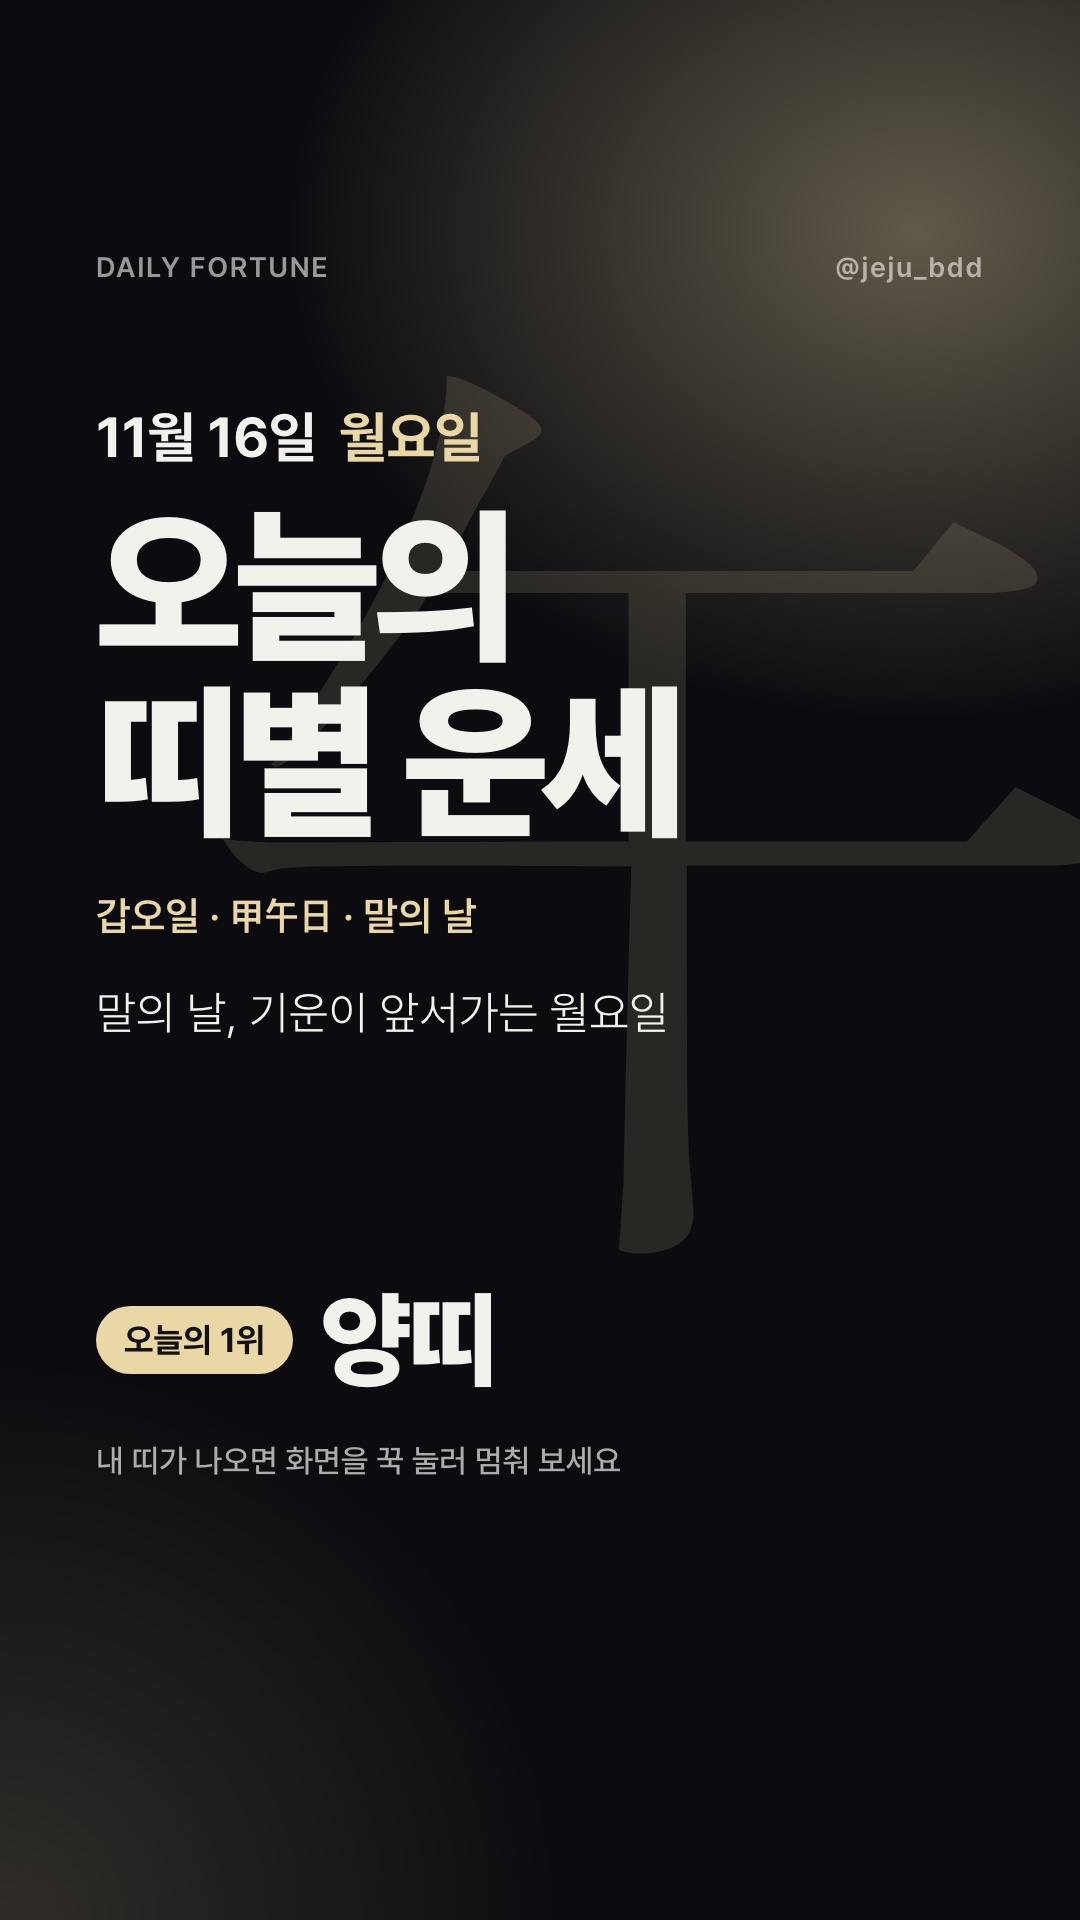 DAILY FORTUNE
@jeju_bdd
11월 16일 월요일
午
오늘의
띠별 운세
갑오일 · 甲午日 · 말의 날
말의 날, 기운이 앞서가는 월요일
오늘의 1위 양띠
내 띠가 나오면 화면을 꾹 눌러 멈춰 보세요